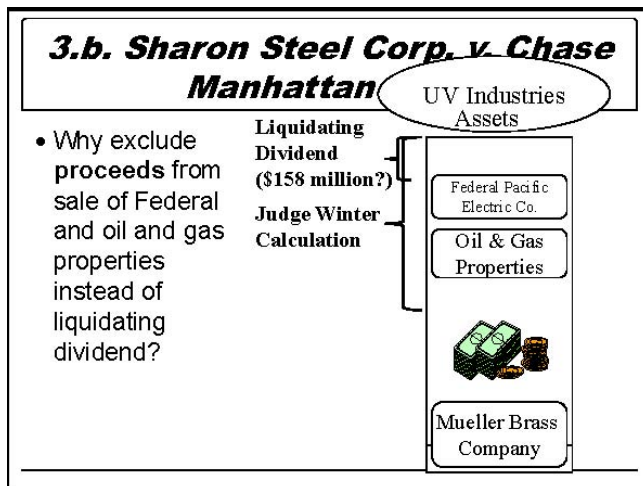 3.b. Sharon Steel Corp. v. Chase
Manhattan
UV Industries
Assets
• Why exclude
proceeds from
sale of Federal
and oil and gas
properties
instead of
liquidating
dividend?
Liquidating
Dividend
($158 million?)
Judge Winter
Calculation
Federal Pacific
Electric Co.
Oil & Gas
Properties
Mueller Brass
Company